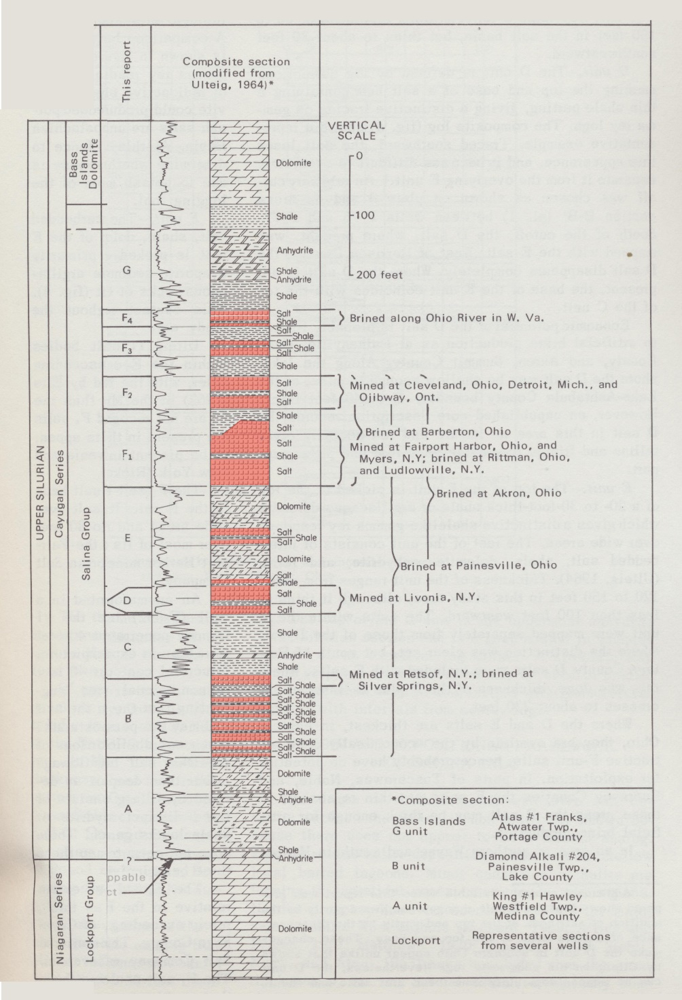 This report
Composite section
(modified from
Ulteig, 1964)*
VERTICAL
SCALE
0
100
200 feet
UPPER SILURIAN
Cayugan Series
Niagaran Series
Bass
Islands
Dolomite
Salina Group
Lockport Group
G
F4
F3
F2
F1
E
D
C
B
A
?
ppable
ct
Dolomite
Shale
Anhydrite
Shale
Anhydrite
Shale
Salt
Shale
Salt
Shale
Salt
Shale
Salt
Shale
Salt
Shale
Salt
Shale
Salt
Salt
Shale
Salt
Dolomite
Salt
Shale
Salt
Dolomite
Salt
Shale
Salt
Shale
Salt
Shale
Anhydrite
Shale
Salt
Shale
Salt
Shale
Salt
Shale
Salt
Shale
Salt
Shale
Salt
Shale
Salt
Shale
Salt
Dolomite
Shale
Anhydrite
Dolomite
Shale
Anhydrite
Dolomite
Brined along Ohio River in W. Va.
Mined at Cleveland, Ohio, Detroit, Mich., and
Ojibway, Ont.
Brined at Barberton, Ohio
Mined at Fairport Harbor, Ohio, and
Myers, N.Y; brined at Rittman, Ohio,
and Ludlowville, N.Y.
Brined at Akron, Ohio
Brined at Painesville, Ohio
Mined at Livonia, N.Y.
Mined at Retsof, N.Y.; brined at
Silver Springs, N.Y.
*Composite section:
Bass Islands
G unit
Atlas #1 Franks,
Atwater Twp.,
Portage County
B unit
Diamond Alkali #204,
Painesville Twp.,
Lake County
A unit
King #1 Hawley
Westfield Twp.,
Medina County
Lockport
Representative sections
from several wells